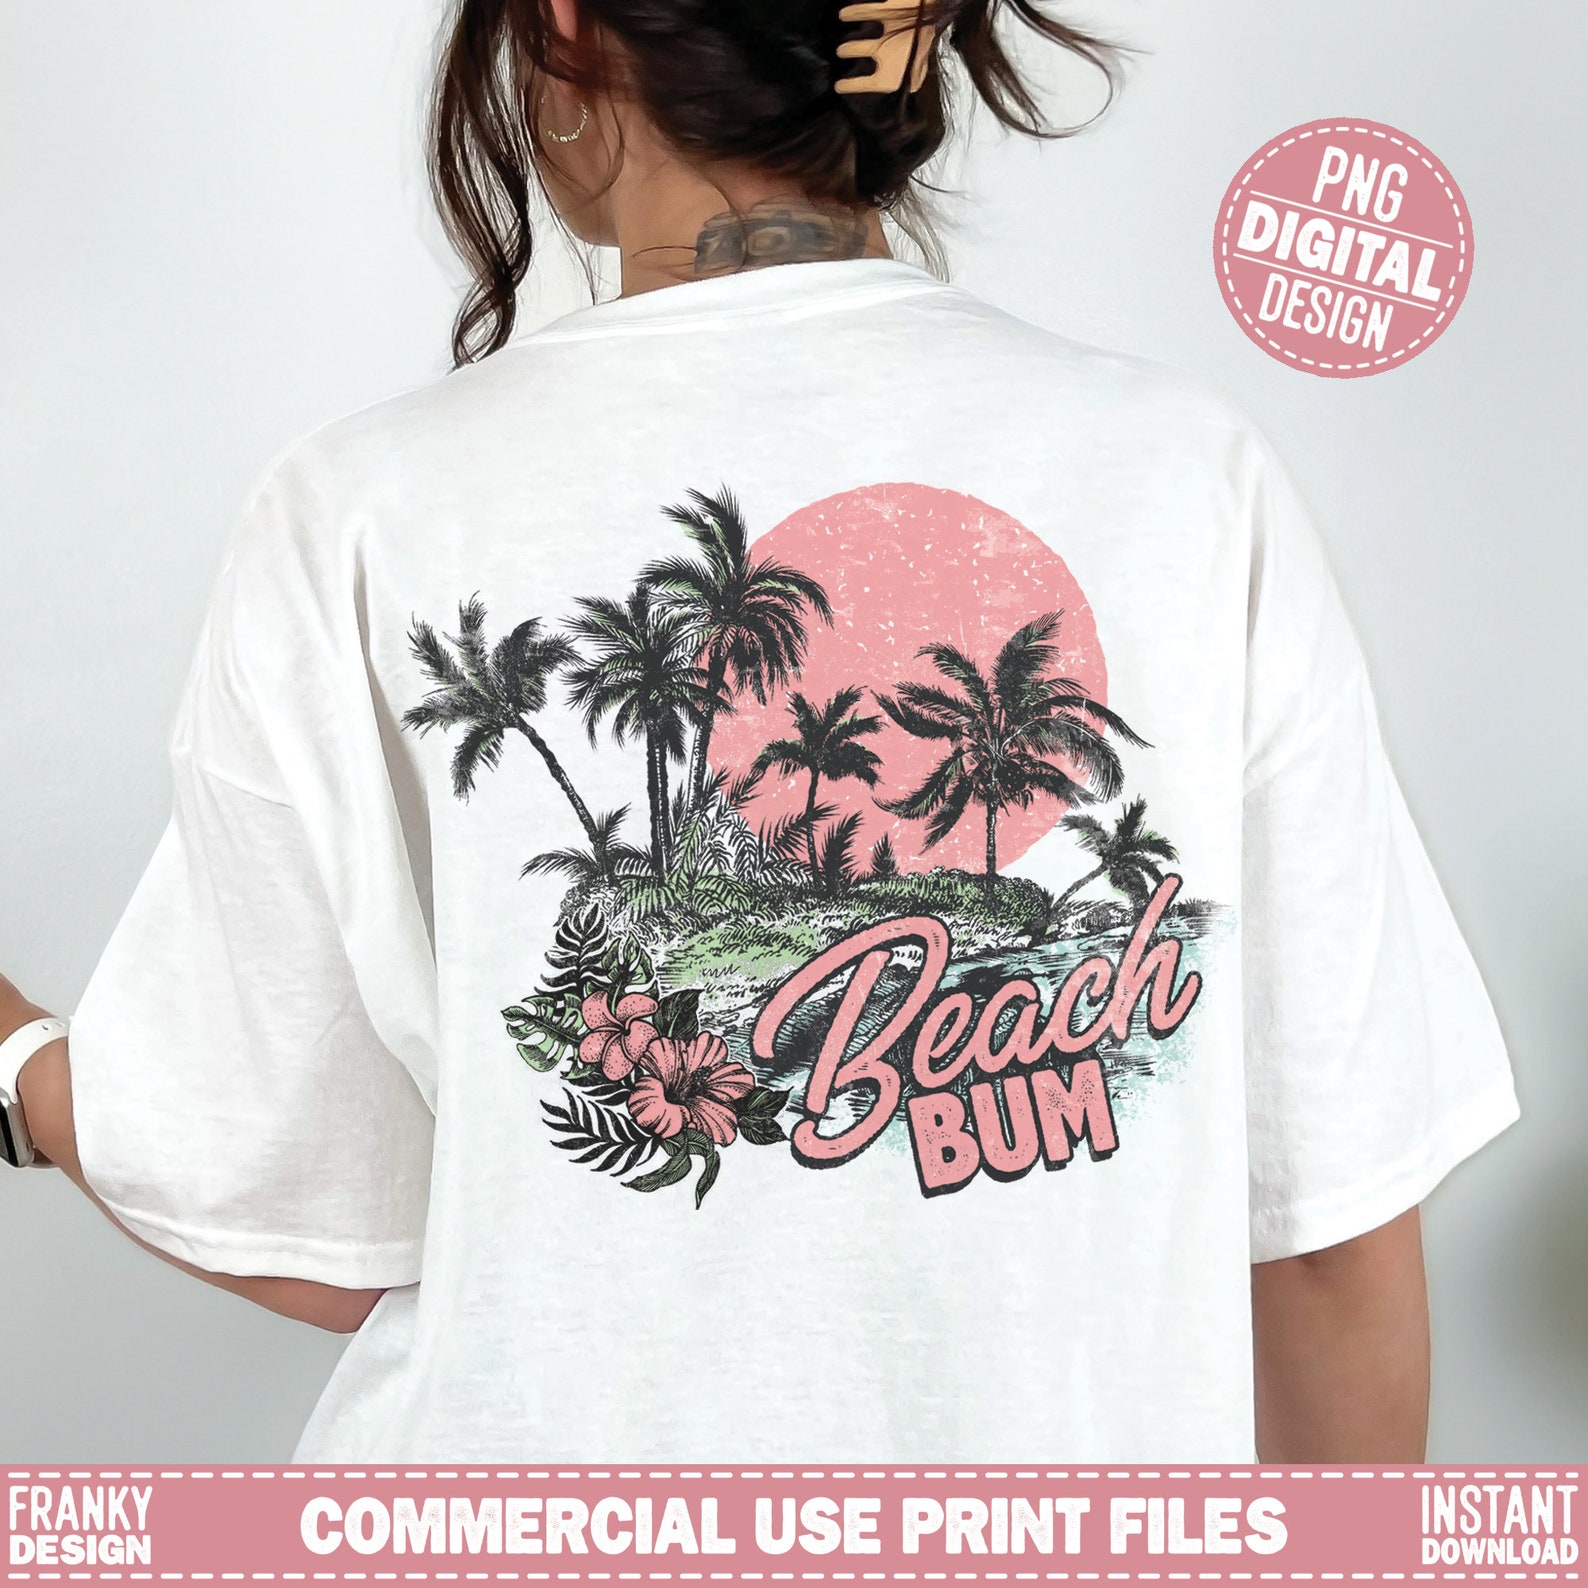 PNG
DIGITAL
DESIGN
Beach
BUM
FRANKY
DESIGN
COMMERCIAL USE PRINT FILES
INSTANT
DOWNLOAD